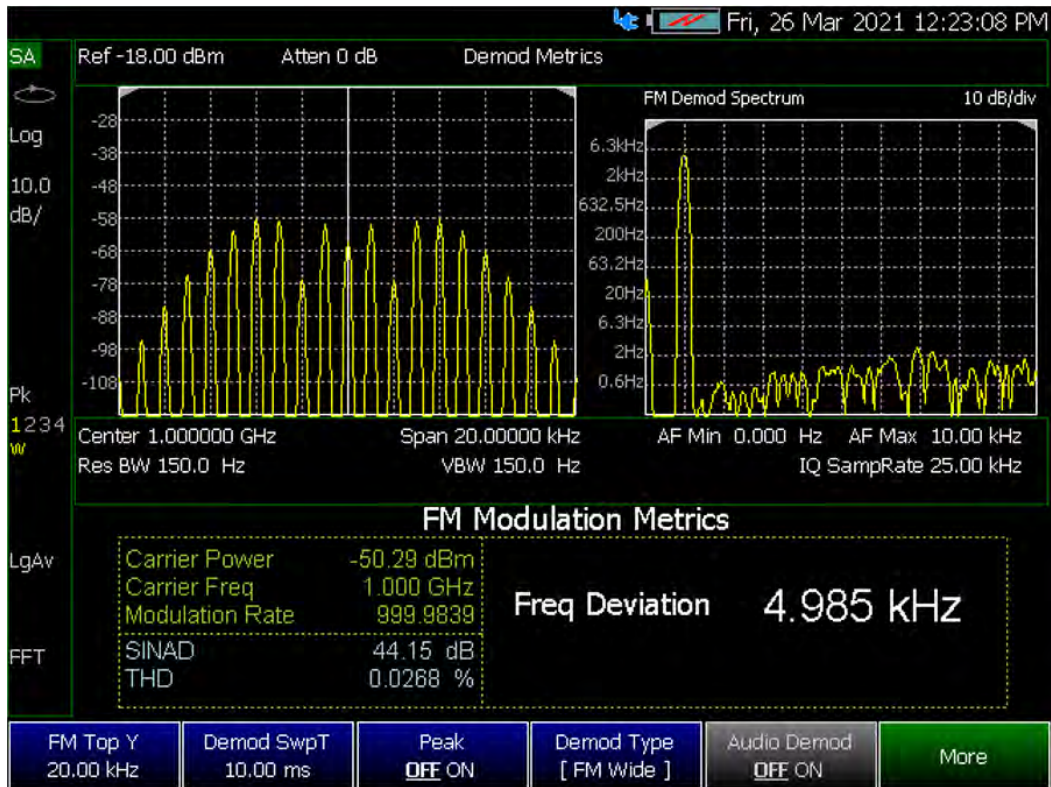 Fri, 26 Mar 2021 12:23:08 PM
SA
Ref -18.00 dBm Atten 0 dB Demod Metrics
Log
10.0
dB/
Pk
1234
W
LgAv
FFT
-28
-38
-48
-58
-68
-78
-88
-98
-108
FM Demod Spectrum 10 dB/div
6.3kHz
2kHz
632.5Hz
200Hz
63.2Hz
20Hz
6.3Hz
2Hz
0.6Hz
Center 1.000000 GHz Span 20.00000 kHz AF Min 0.000 Hz AF Max 10.00 kHz
Res BW 150.0 Hz VBW 150.0 Hz IQ SampRate 25.00 kHz
FM Modulation Metrics
Carrier Power -50.29 dBm
Carrier Freq 1.000 GHz
Modulation Rate 999.9839
SINAD 44.15 dB
THD 0.0268 %
Freq Deviation 4.985 kHz
FM Top Y
20.00 kHz
Demod SwpT
10.00 ms
Peak
OFF ON
Demod Type
[ FM Wide ]
Audio Demod
OFF ON
More